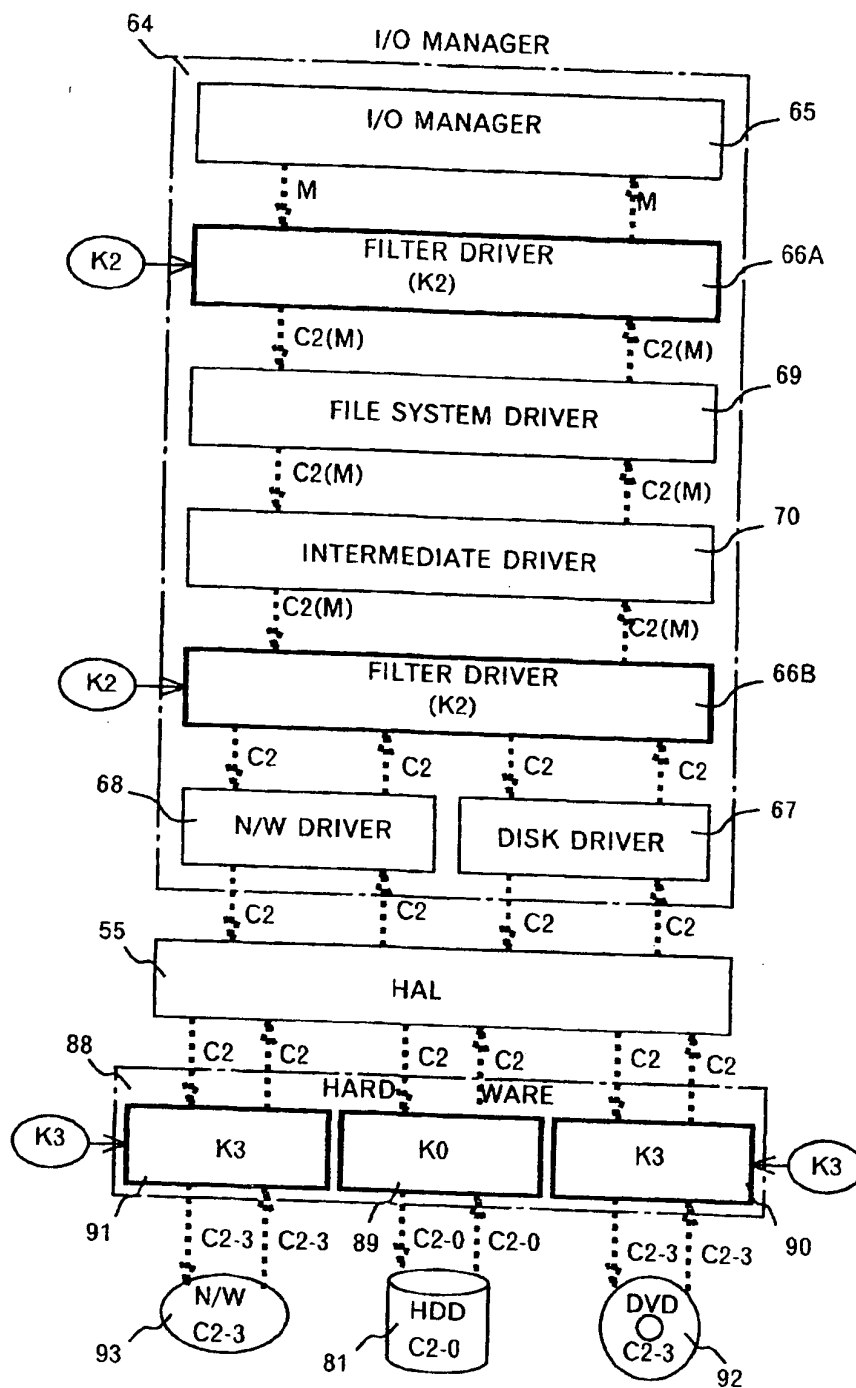 I/O MANAGER
64
I/O MANAGER
65
M
M
K2
FILTER DRIVER
(K2)
66A
C2(M)
C2(M)
69
FILE SYSTEM DRIVER
C2(M)
C2(M)
70
INTERMEDIATE DRIVER
C2(M)
C2(M)
K2
FILTER DRIVER
(K2)
66B
C2
C2
C2
C2
68
67
N/W DRIVER
DISK DRIVER
C2
C2
C2
C2
55
HAL
C2
C2
C2
C2
C2
C2
88
HARD WARE
K3
K3
K0
K3
K3
91
89
90
C2-3
C2-3
C2-0
C2-0
C2-3
C2-3
N/W
C2-3
HDD
C2-0
DVD
C2-3
93
81
92